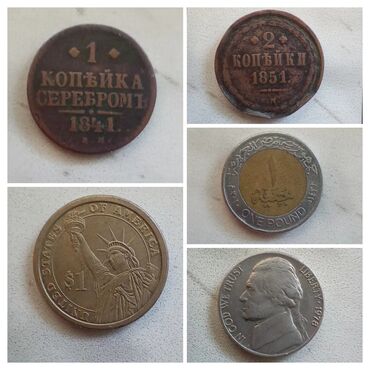 1
КОПѢЙКА
СЕРЕБРОМЪ
1841.
2
КОПѢЙКИ
1851.
ONE POUND
UNITED STATES OF AMERICA
$1
IN GOD WE TRUST
LIBERTY 1978